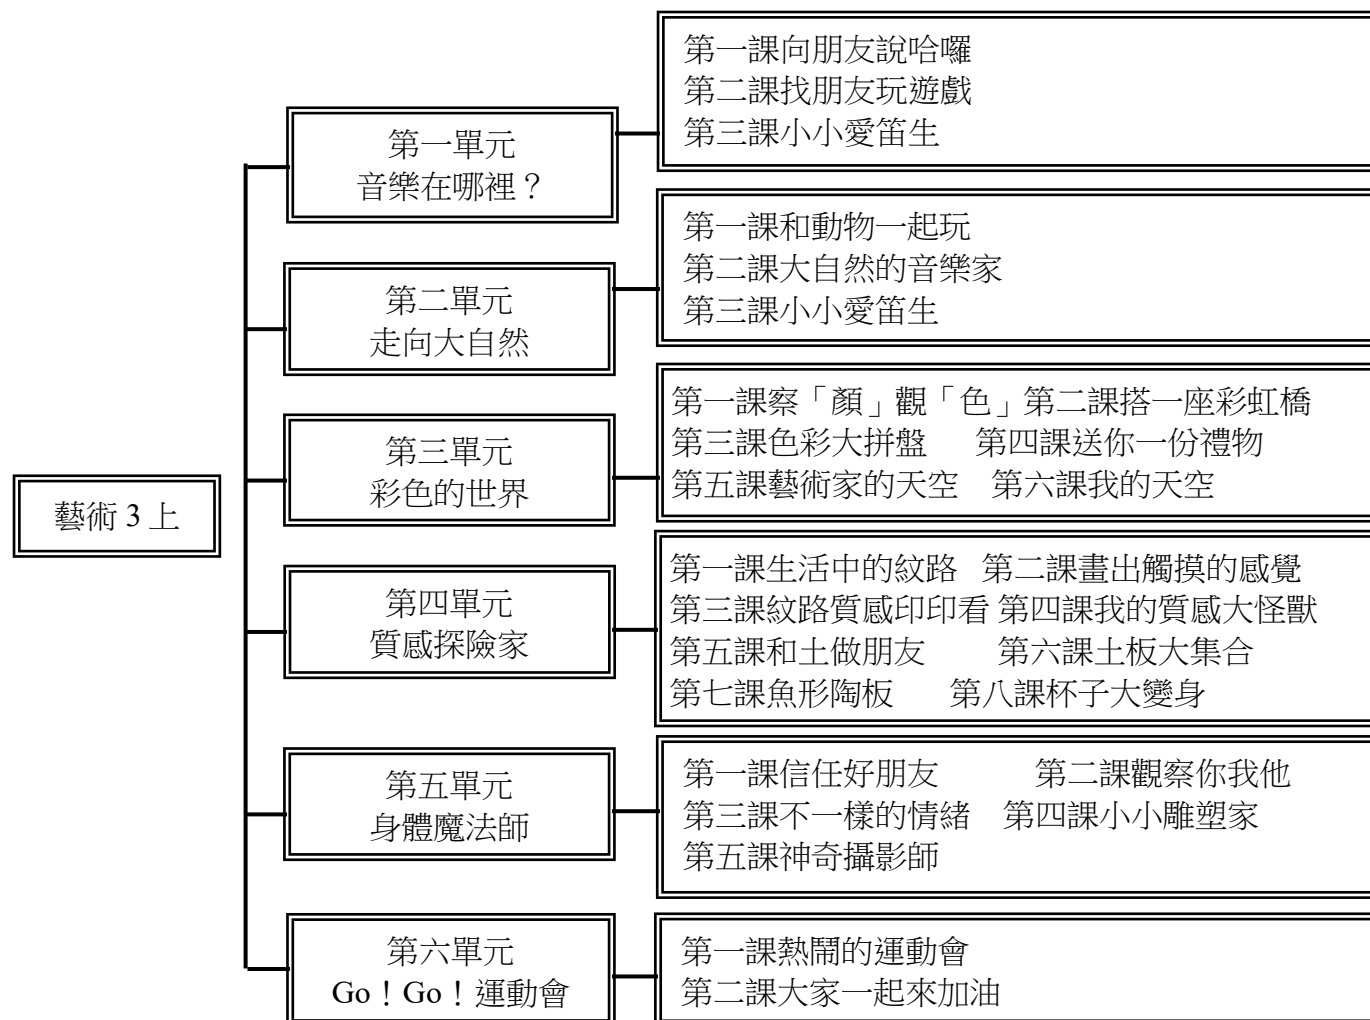 藝術 3 上
第一單元
音樂在哪裡？
第一課向朋友說哈囉
第二課找朋友玩遊戲
第三課小小愛笛生
第二單元
走向大自然
第一課和動物一起玩
第二課大自然的音樂家
第三課小小愛笛生
第三單元
彩色的世界
第一課察「顏」觀「色」第二課搭一座彩虹橋
第三課色彩大拼盤 第四課送你一份禮物
第五課藝術家的天空 第六課我的天空
第四單元
質感探險家
第一課生活中的紋路 第二課畫出觸摸的感覺
第三課紋路質感印印看 第四課我的質感大怪獸
第五課和土做朋友 第六課土板大集合
第七課魚形陶板 第八課杯子大變身
第五單元
身體魔法師
第一課信任好朋友 第二課觀察你我他
第三課不一樣的情緒 第四課小小雕塑家
第五課神奇攝影師
第六單元
Go！Go！運動會
第一課熱鬧的運動會
第二課大家一起來加油